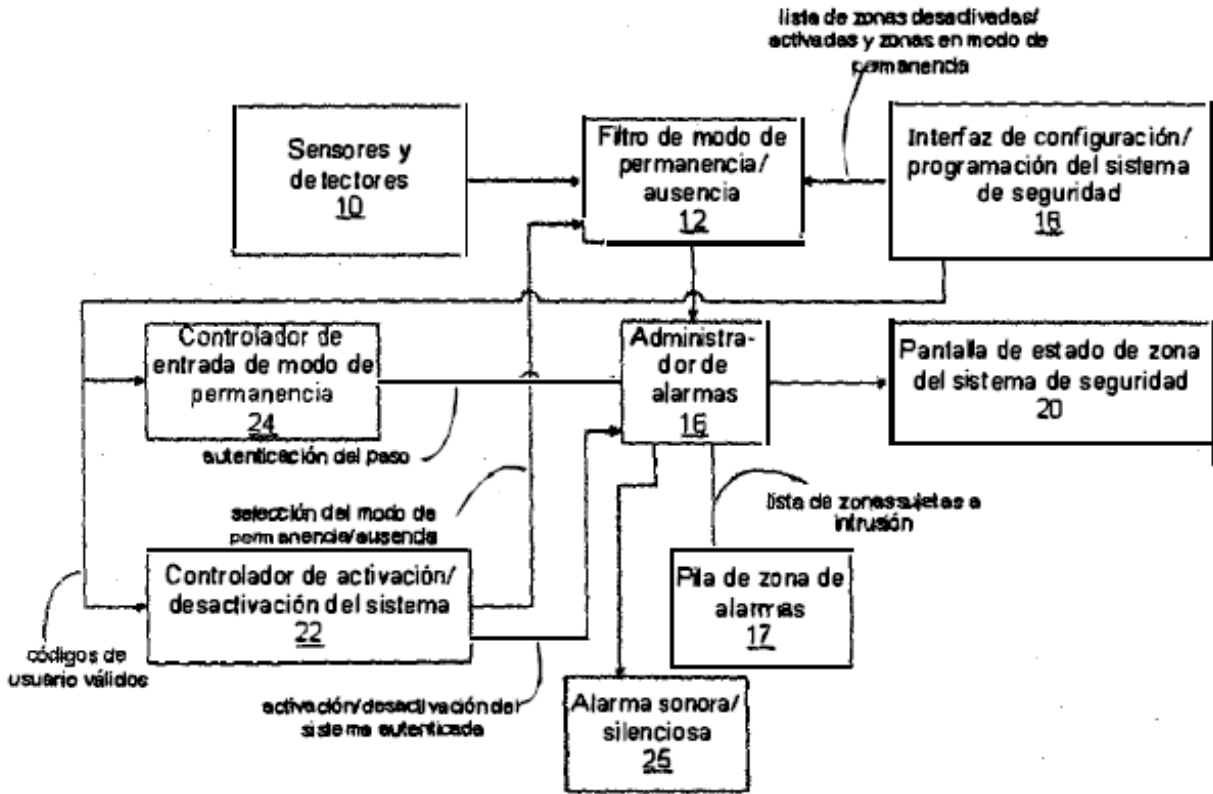 lista de zonas desactivadas/
activadas y zonas en modo de
permanencia
Sensores y
detectores
10
Filtro de modo de
permanencia/
ausencia
12
Interfaz de configuración/
programación del sistema
de seguridad
18
Controlador de
entrada de modo de
permanencia
24
Administra-
dor de
alarmas
16
Pantalla de estado de zona
del sistema de seguridad
20
autenticación del paso
selección del modo de
permanencia/ausencia
lista de zonas sujetas a
intrusión
Controlador de activación/
desactivación del sistema
22
Pila de zona de
alarmas
17
códigos de
usuario válidos
activación/desactivación del
sistema autenticada
Alarma sonora/
silenciosa
26